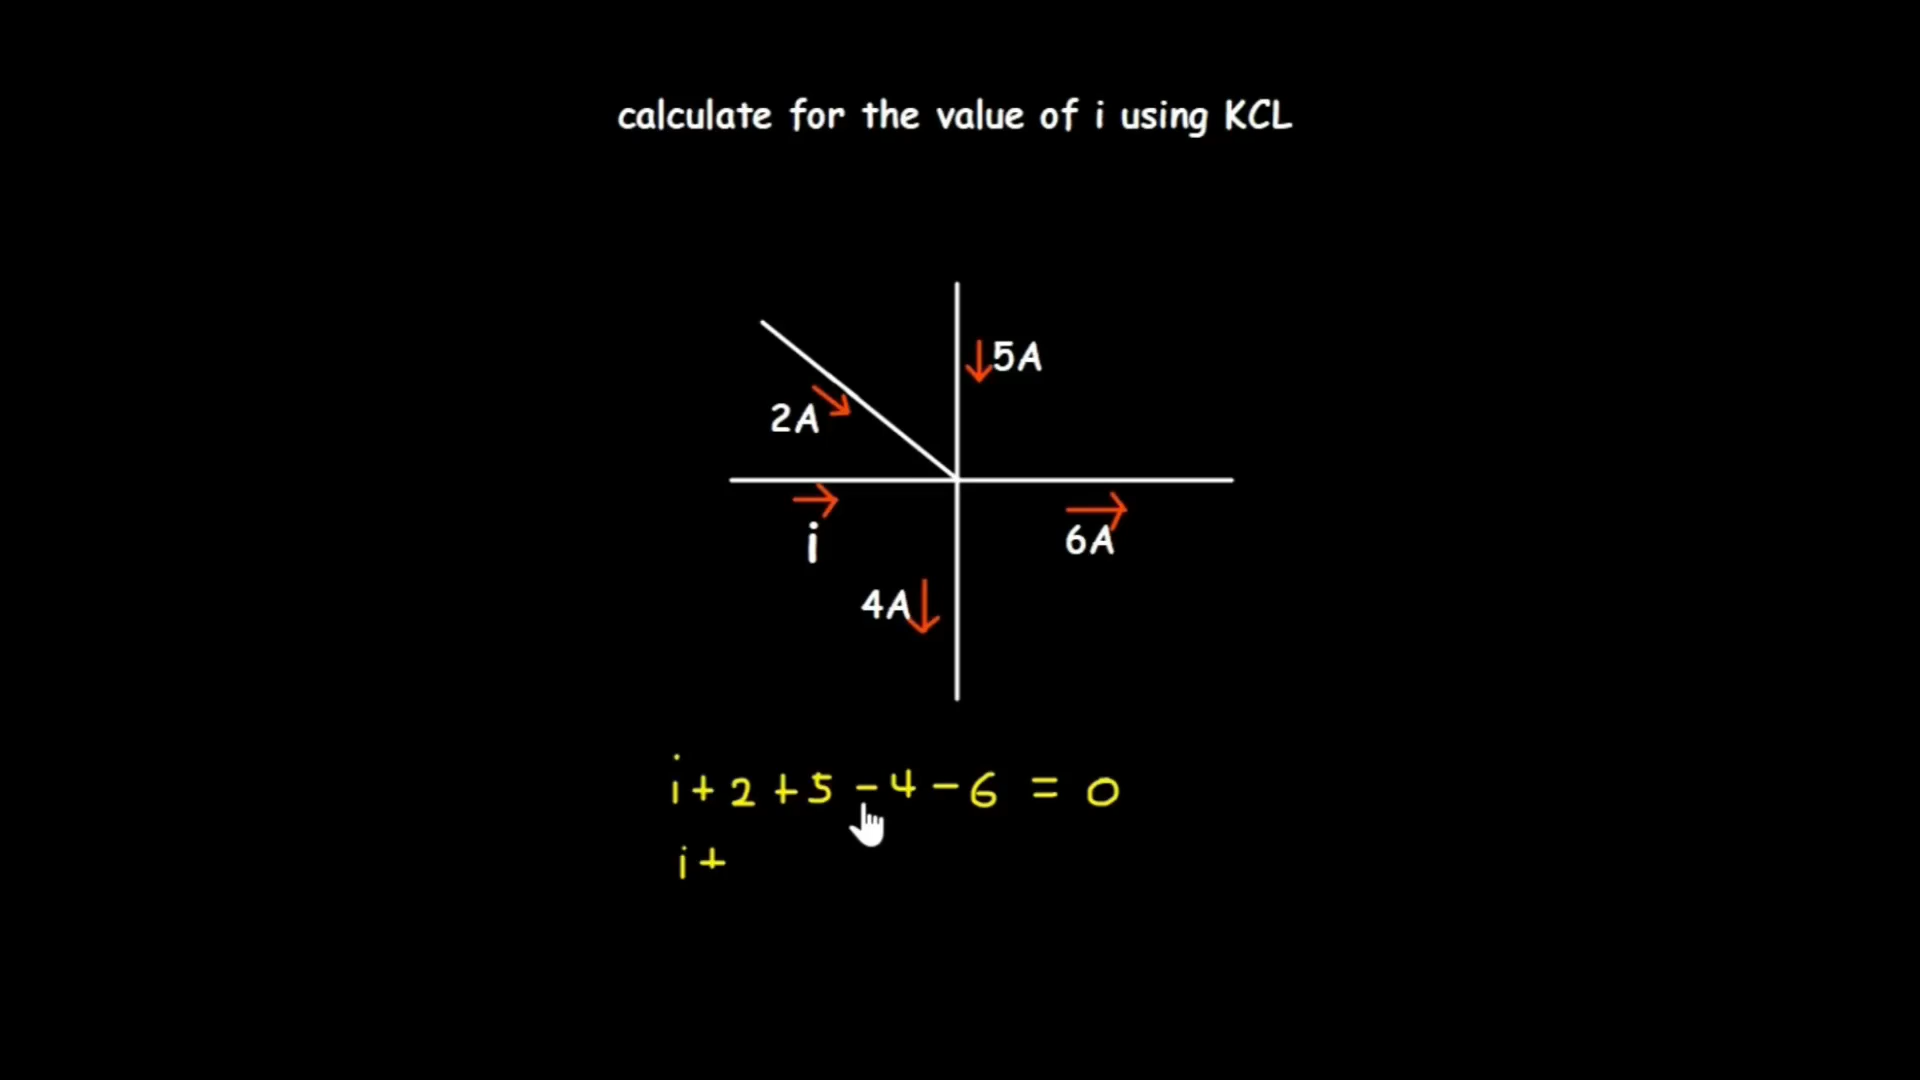 calculate for the value of i using KCL
5A
2A
i
6A
4A
i + 2 + 5 - 4 - 6 = 0
i +